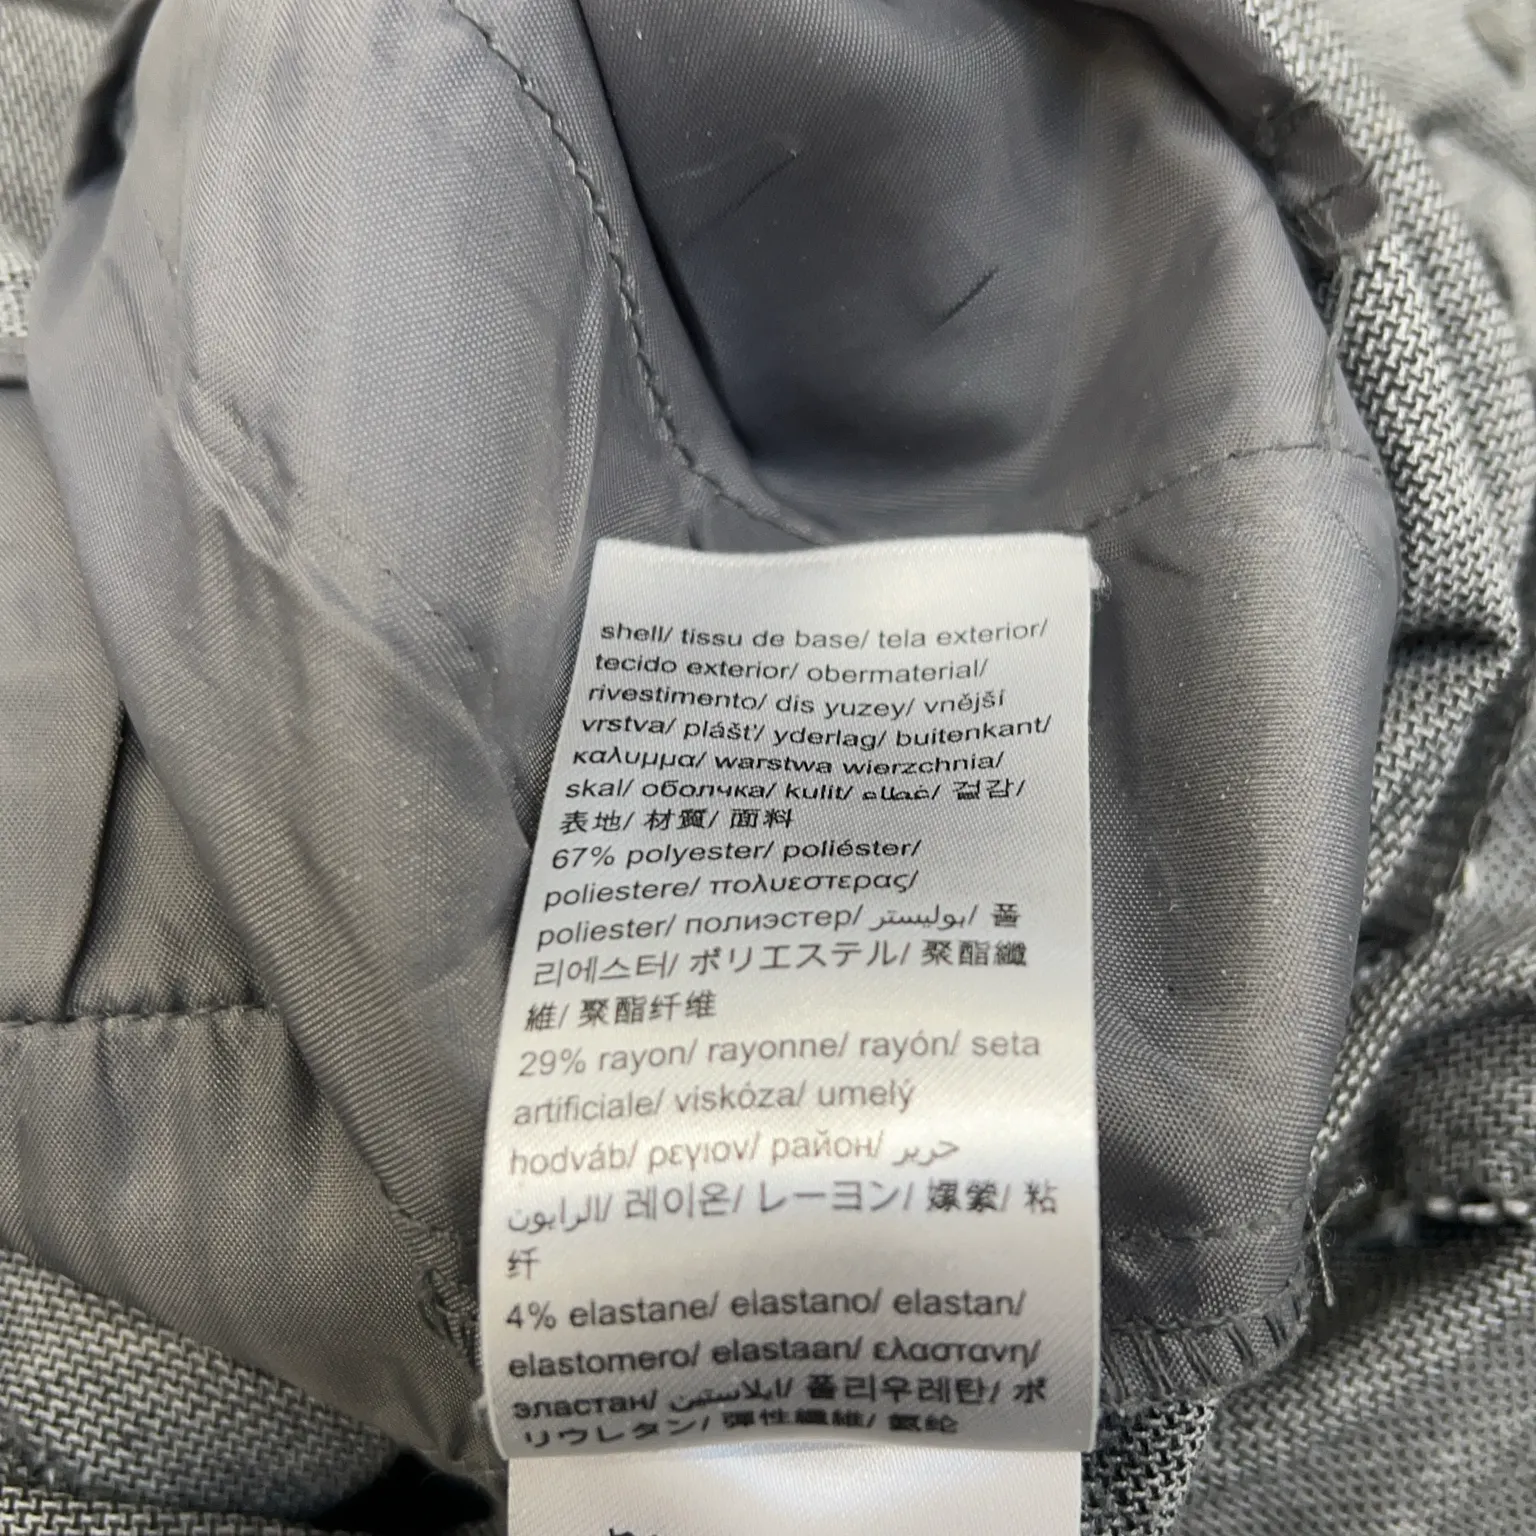 shell/ tissu de base/ tela exterior/
tecido exterior/ obermaterial/
rivestimento/ dis yuzey/ vnější
vrstva/ plášť/ yderlag/ buitenkant/
καλυμμα/ warstwa wierzchnia/
skal/ оболчка/ kulit/ 겉감/
表地/ 材質/ 面料
67% polyester/ poliéster/
poliestere/ πολυεστερας/
poliester/ полиэстер/ بوليستر/ 폴
리에스터/ ポリエステル/ 聚酯纖
維/ 聚酯纤维
29% rayon/ rayonne/ rayón/ seta
artificiale/ viskóza/ umelý
hodváb/ ρεγιον/ район/ حرير
الرايون/ 레이온/ レーヨン/ 嫘縈/ 粘
纤
4% elastane/ elastano/ elastan/
elastomero/ elastaan/ ελαστανη/
эластан/ ايلاستين/ 폴리우레탄/ ポ
リウレタン/ 彈性纖維/ 氨纶